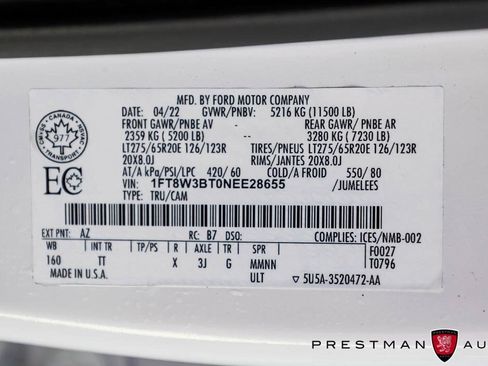 MFD. BY FORD MOTOR COMPANY
DATE: 04/22 GVWR/PNBV: 5216 KG (11500 LB)
FRONT GAWR/PNBE AV REAR GAWR/ PNBE AR
2359 KG ( 5200 LB) 3280 KG ( 7230 LB)
LT275/65R20E 126/123R TIRES/PNEUS LT275/65R20E 126/123R
20X8.0J RIMS/JANTES 20X8.0J
AT/A kPa/PSI/LPC 420/60 COLD/A FROID 550/80
VIN: 1FT8W3BT0NEE28655 /JUMELEES
TYPE: TRU/CAM
CANADA
977
TRANSPORT
EC
EXT PNT: AZ RC: B7 DSO: COMPLIES: ICES/NMB-002
WB INT TR TP/PS R AXLE TR SPR F0027
160 TT X 3J G MMNN T0796
MADE IN U.S.A. ULT ▽ 5U5A-3520472-AA
PRESTMAN AU